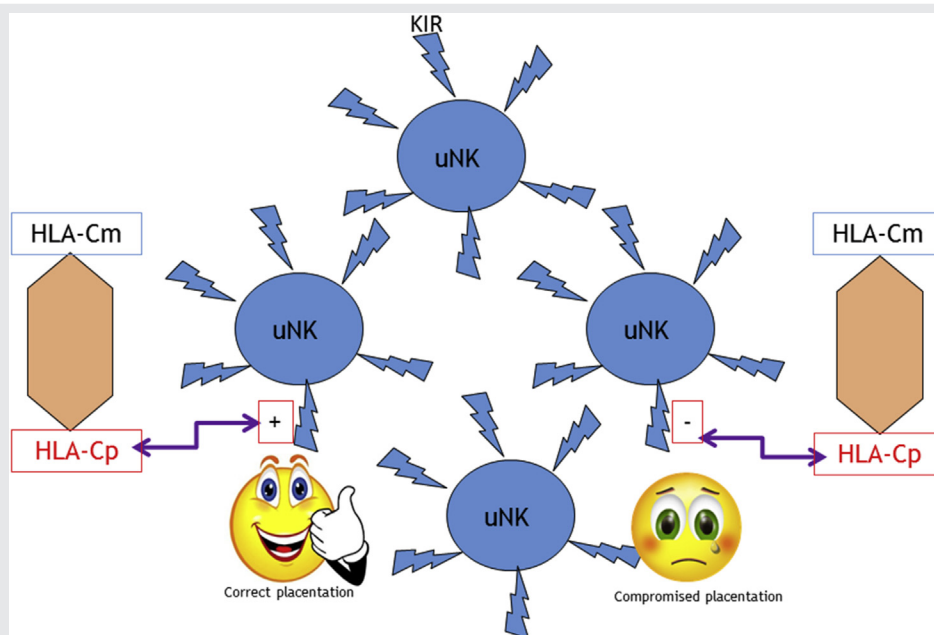 KIR
uNK
HLA-Cm
HLA-Cm
uNK
uNK
+
-
HLA-Cp
HLA-Cp
uNK
Correct placentation
Compromised placentation